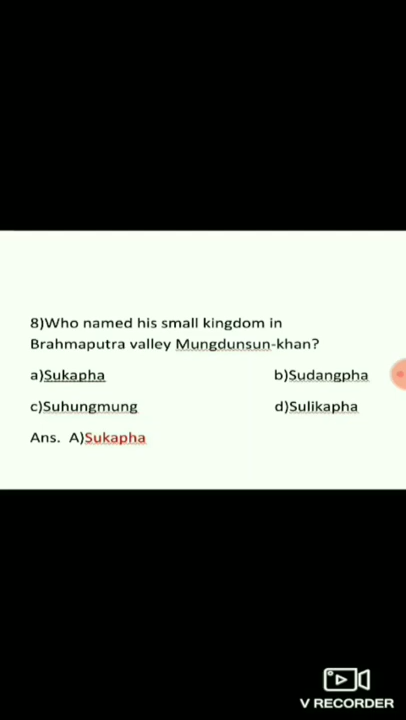 8)Who named his small kingdom in
Brahmaputra valley Mungdunsun-khan?
a)Sukapha b)Sudangpha
c)Suhungmung d)Sulikapha
Ans. A)Sukapha
V RECORDER